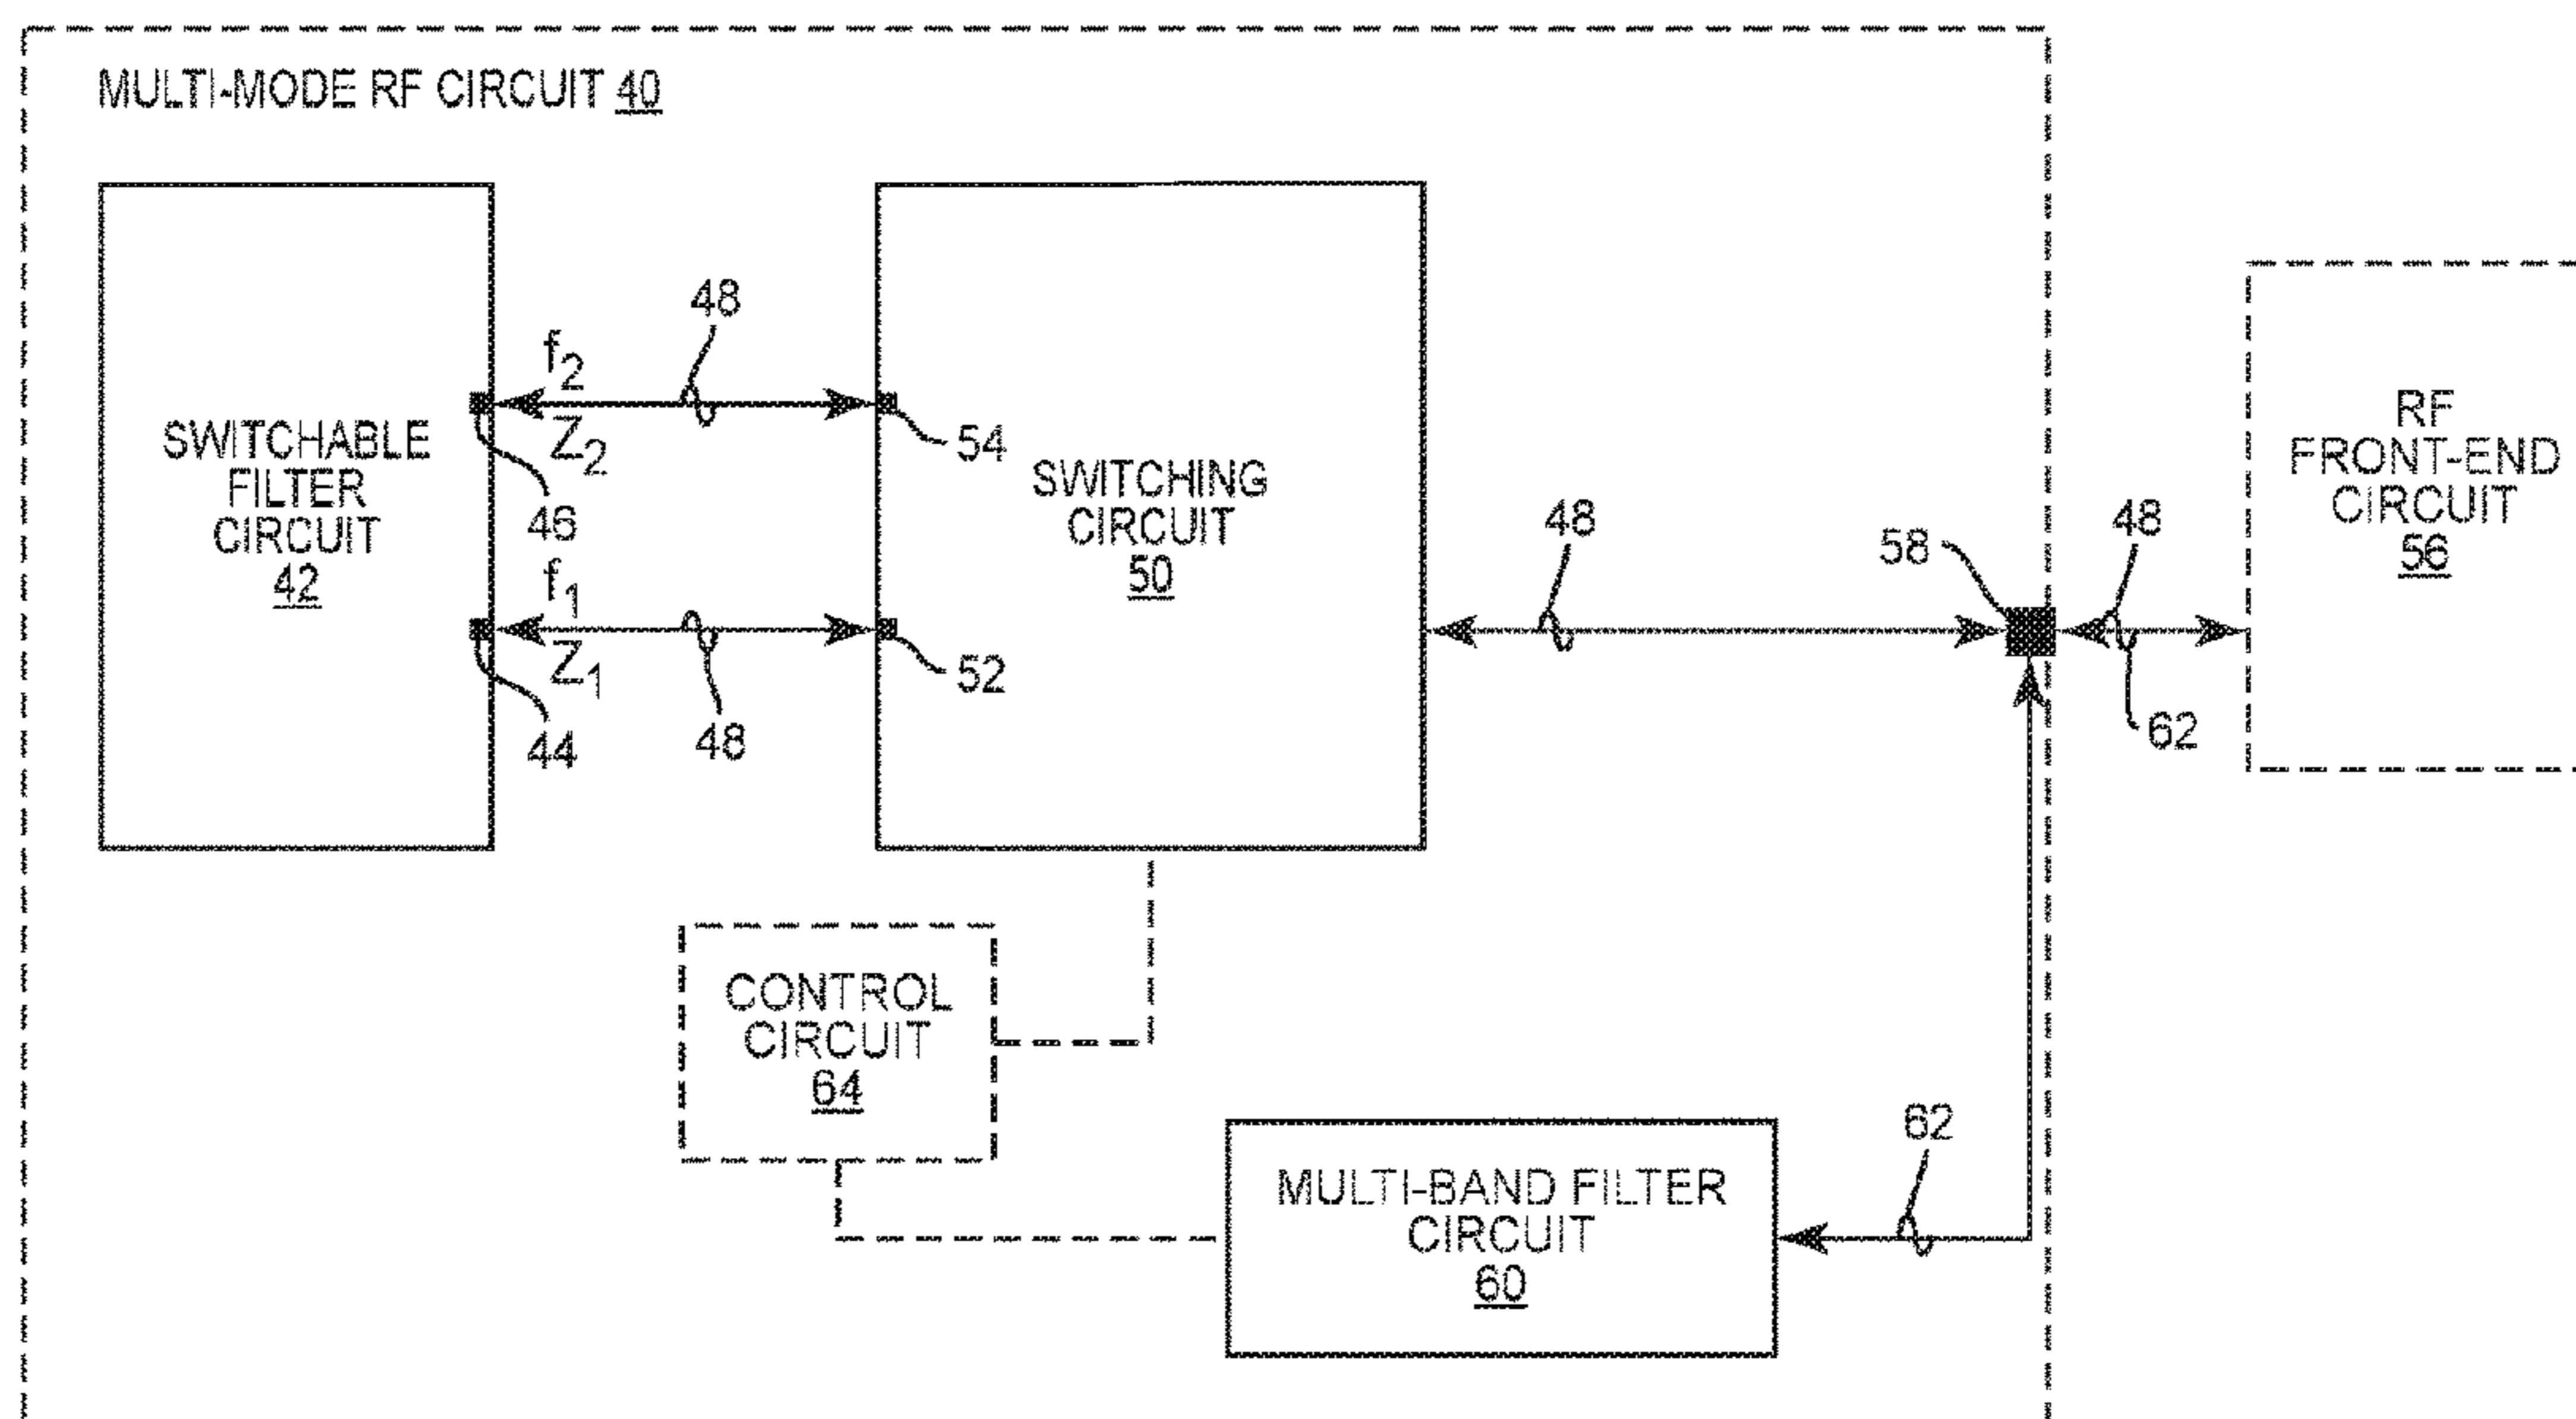 MULTI-MODE RF CIRCUIT 40
SWITCHABLE
FILTER
CIRCUIT
42
f2
Z2
46
f1
Z1
44
48
48
54
52
SWITCHING
CIRCUIT
50
48
58
48
62
RF
FRONT-END
CIRCUIT
56
CONTROL
CIRCUIT
64
MULTI-BAND FILTER
CIRCUIT
60
62